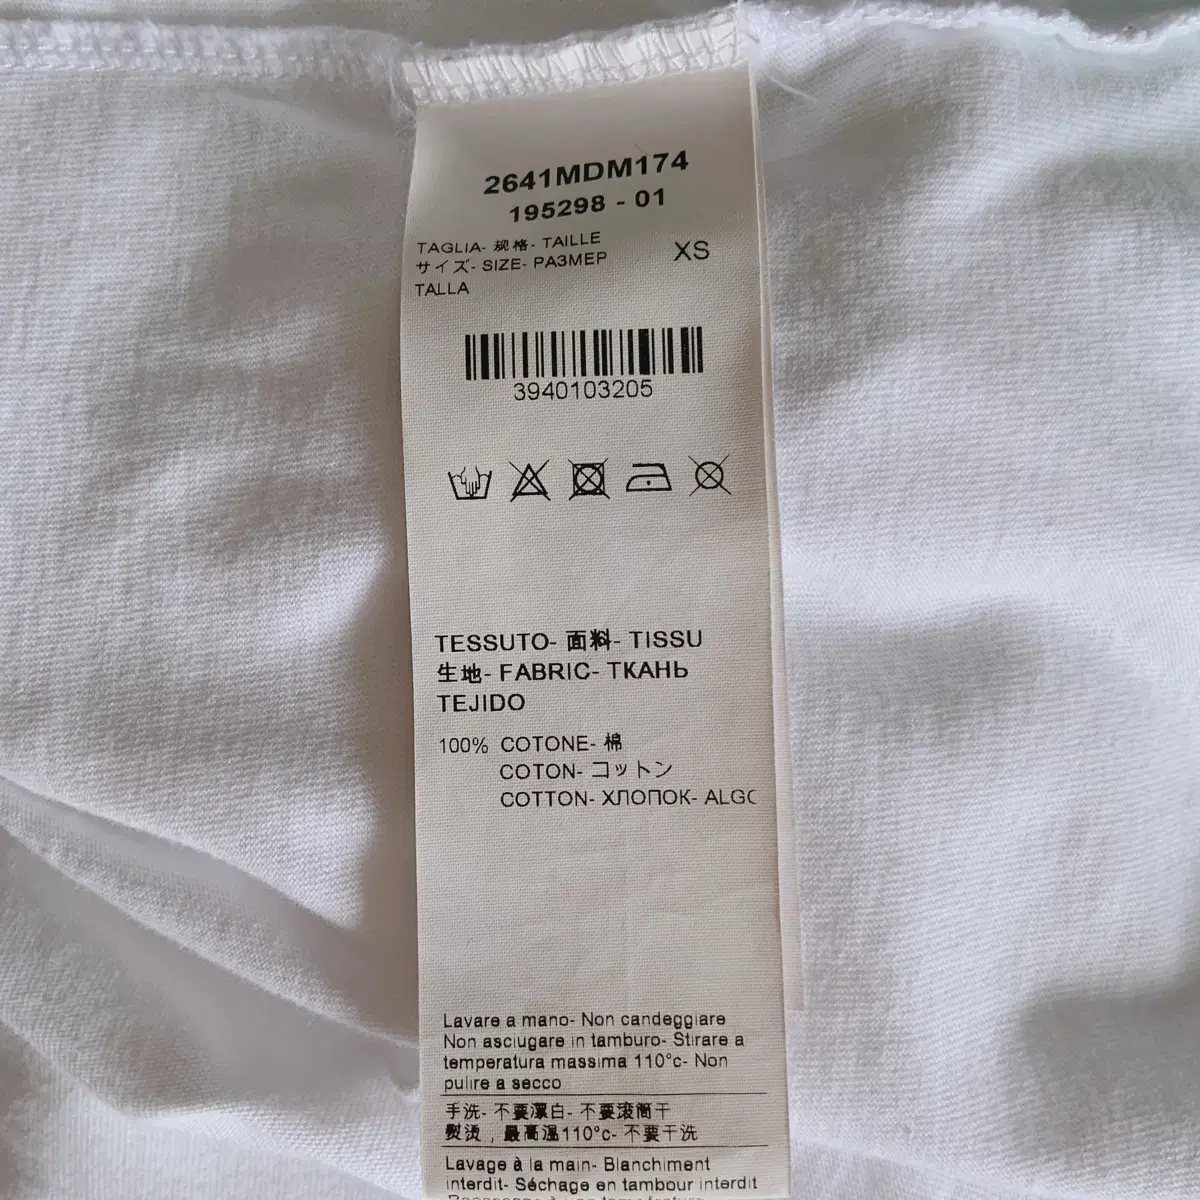 2641MDM174
195298 - 01
TAGLIA- 规格- TAILLE
サイズ- SIZE- РАЗМЕР
TALLA
XS
3940103205
TESSUTO- 面料- TISSU
生地- FABRIC- ТКАНЬ
TEJIDO
100% COTONE- 棉
COTON- コットン
COTTON- ХЛОПОК- ALGC
Lavare a mano- Non candeggiare
Non asciugare in tamburo- Stirare a
temperatura massima 110°c- Non
pulire a secco
手洗- 不要漂白- 不要滚筒干
熨烫，最高温110°c- 不要干洗
Lavage à la main- Blanchiment
interdit- Séchage en tambour interdit